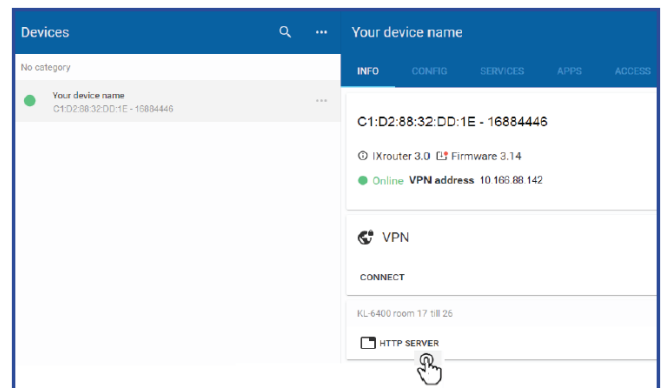 Devices
No category
Your device name
C1:D2:88:32:DD:1E - 16884446
Your device name
INFO CONFIG SERVICES APPS ACCESS
C1:D2:88:32:DD:1E - 16884446
IXrouter 3.0 Firmware 3.14
Online VPN address 10.166.88.142
VPN
CONNECT
KL-6400 room 17 till 26
HTTP SERVER